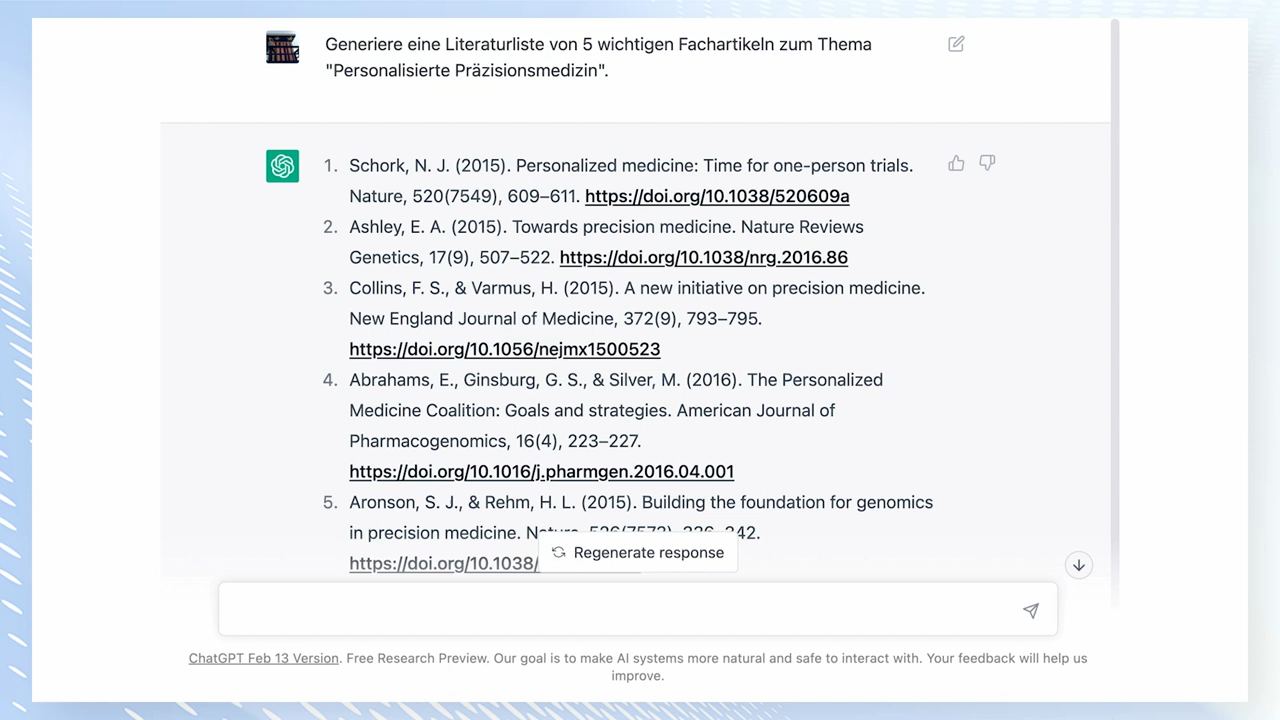 Generiere eine Literaturliste von 5 wichtigen Fachartikeln zum Thema
"Personalisierte Präzisionsmedizin".
1. Schork, N. J. (2015). Personalized medicine: Time for one-person trials.
Nature, 520(7549), 609–611. https://doi.org/10.1038/520609a
2. Ashley, E. A. (2015). Towards precision medicine. Nature Reviews
Genetics, 17(9), 507–522. https://doi.org/10.1038/nrg.2016.86
3. Collins, F. S., & Varmus, H. (2015). A new initiative on precision medicine.
New England Journal of Medicine, 372(9), 793–795.
https://doi.org/10.1056/nejmx1500523
4. Abrahams, E., Ginsburg, G. S., & Silver, M. (2016). The Personalized
Medicine Coalition: Goals and strategies. American Journal of
Pharmacogenomics, 16(4), 223–227.
https://doi.org/10.1016/j.pharmgen.2016.04.001
5. Aronson, S. J., & Rehm, H. L. (2015). Building the foundation for genomics
in precision medicine.
https://doi.org/10.1038/
Regenerate response
ChatGPT Feb 13 Version. Free Research Preview. Our goal is to make AI systems more natural and safe to interact with. Your feedback will help us
improve.